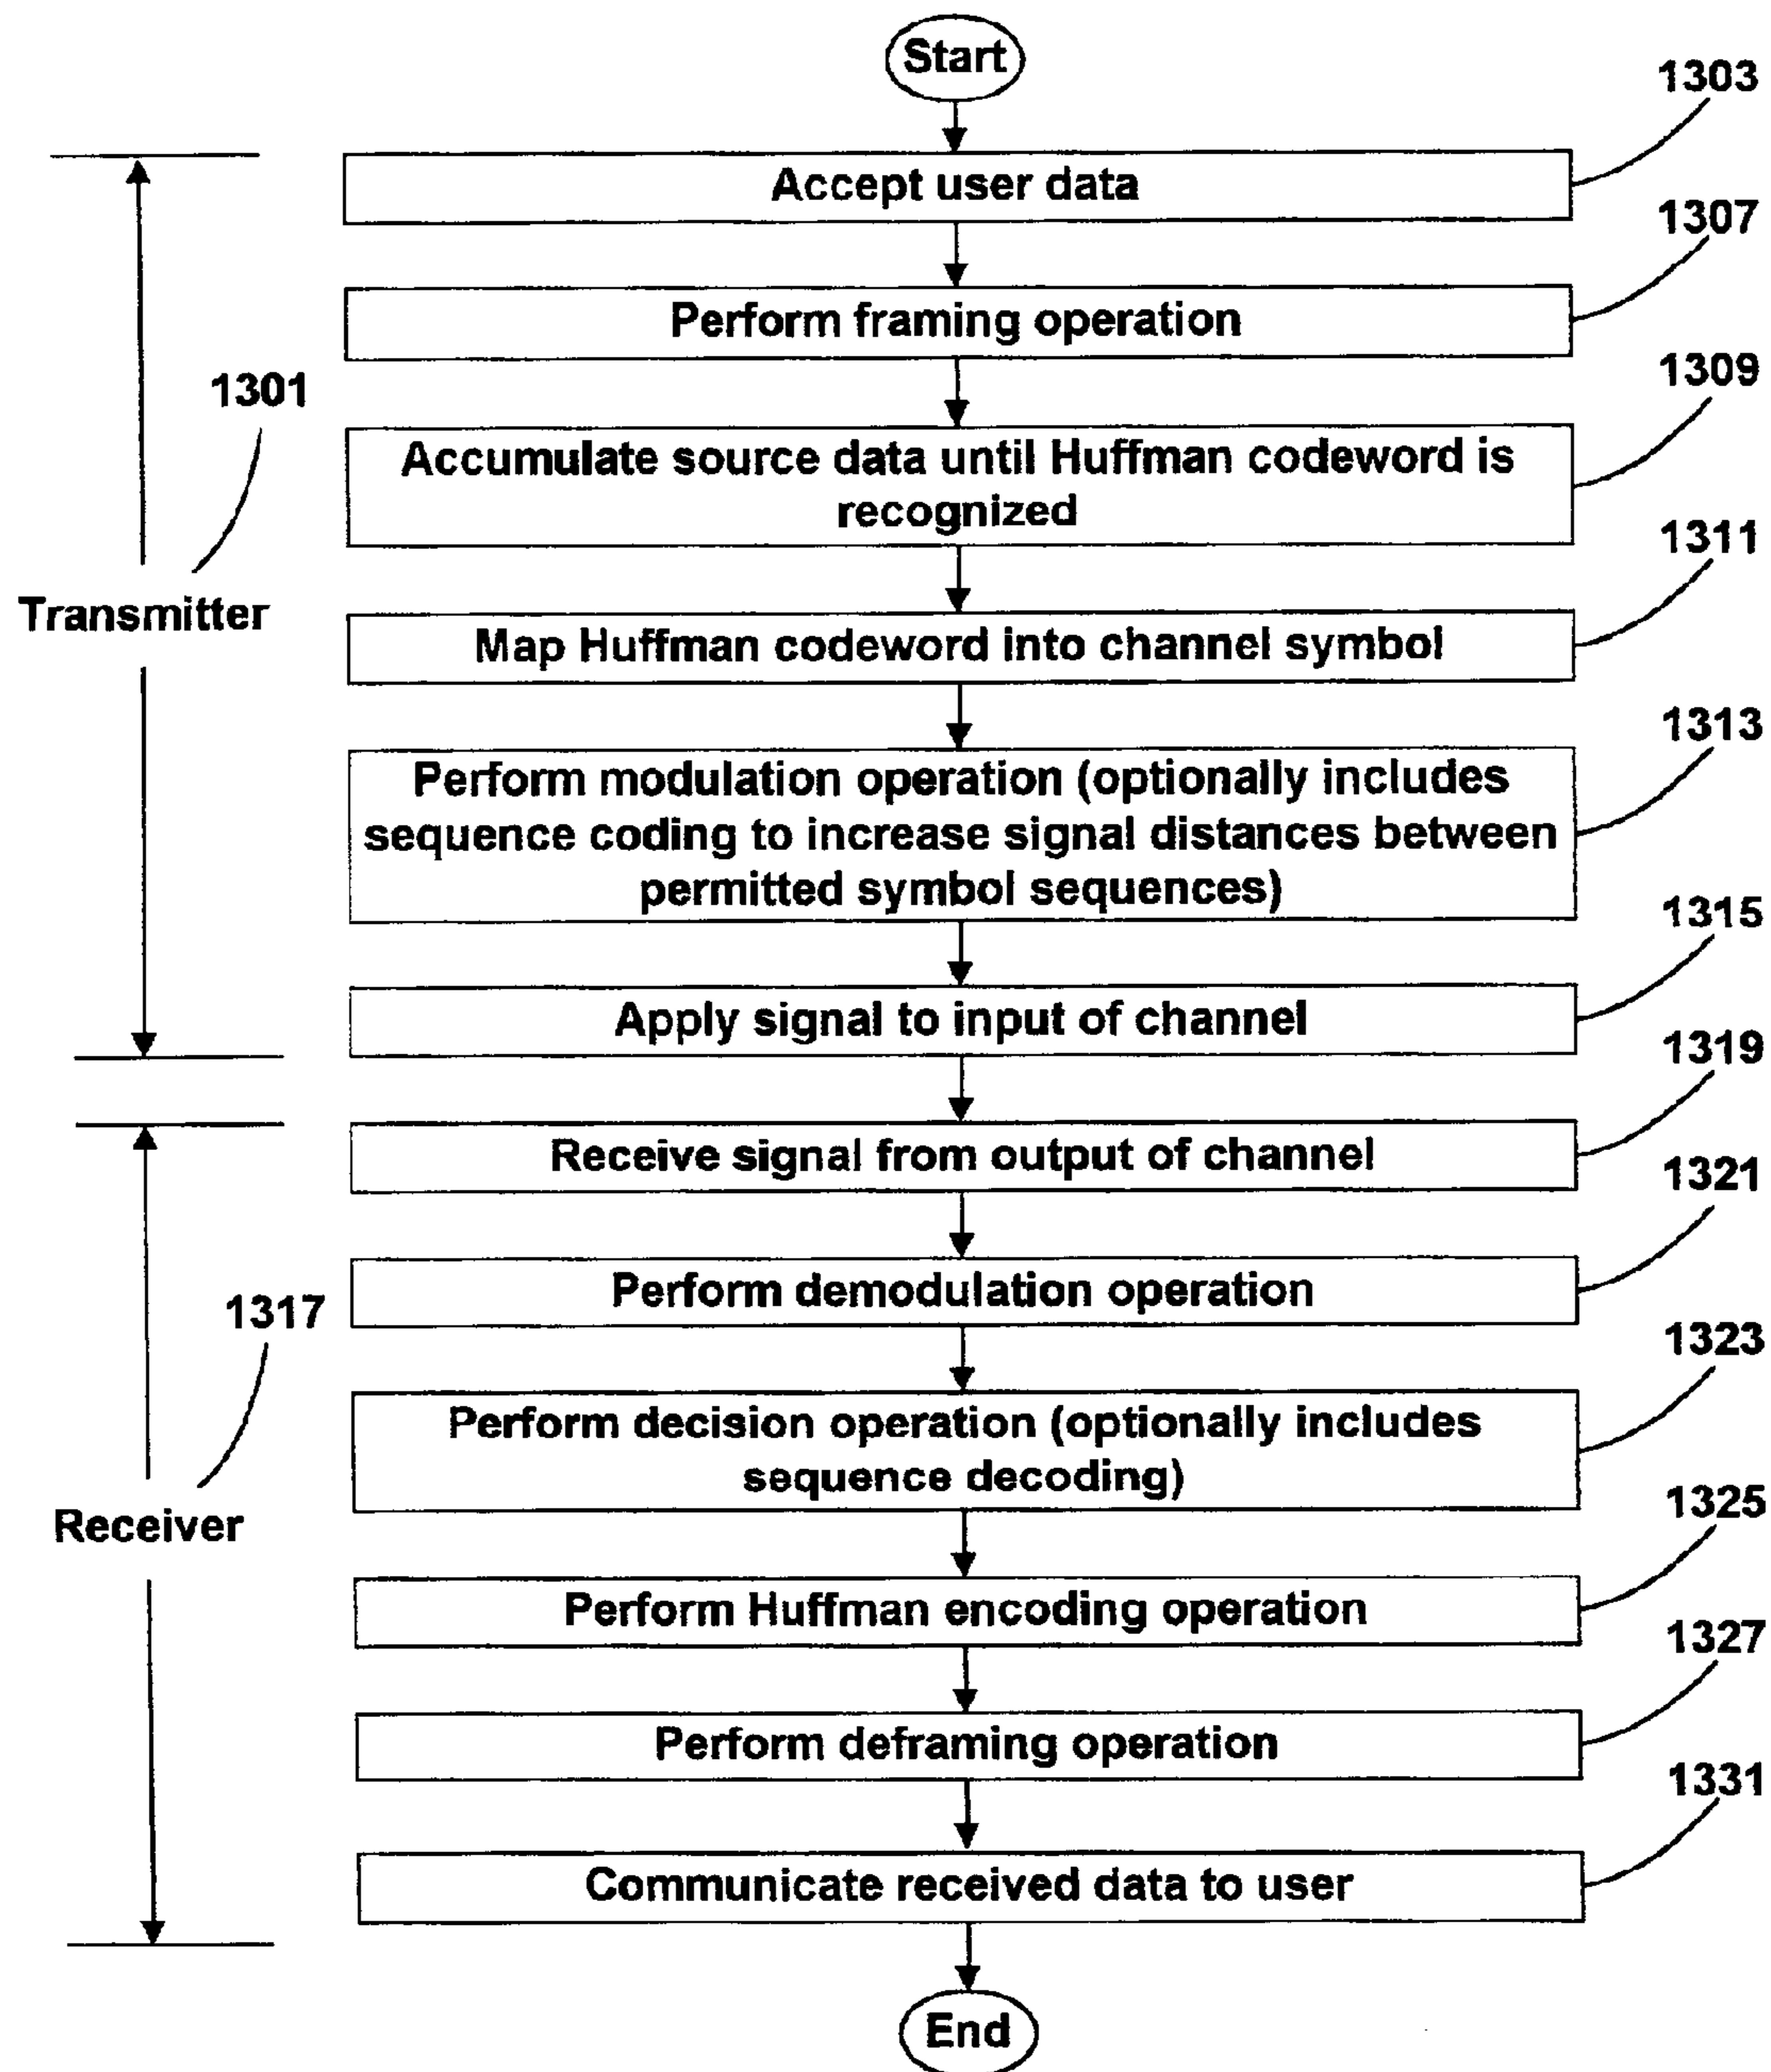 Start
1303
Accept user data
1307
Perform framing operation
1309
1301
Accumulate source data until Huffman codeword is
recognized
1311
Transmitter
Map Huffman codeword into channel symbol
1313
Perform modulation operation (optionally includes
sequence coding to increase signal distances between
permitted symbol sequences)
1315
Apply signal to input of channel
1319
Receive signal from output of channel
1321
Perform demodulation operation
1317
1323
Perform decision operation (optionally includes
sequence decoding)
1325
Receiver
Perform Huffman encoding operation
1327
Perform deframing operation
1331
Communicate received data to user
End